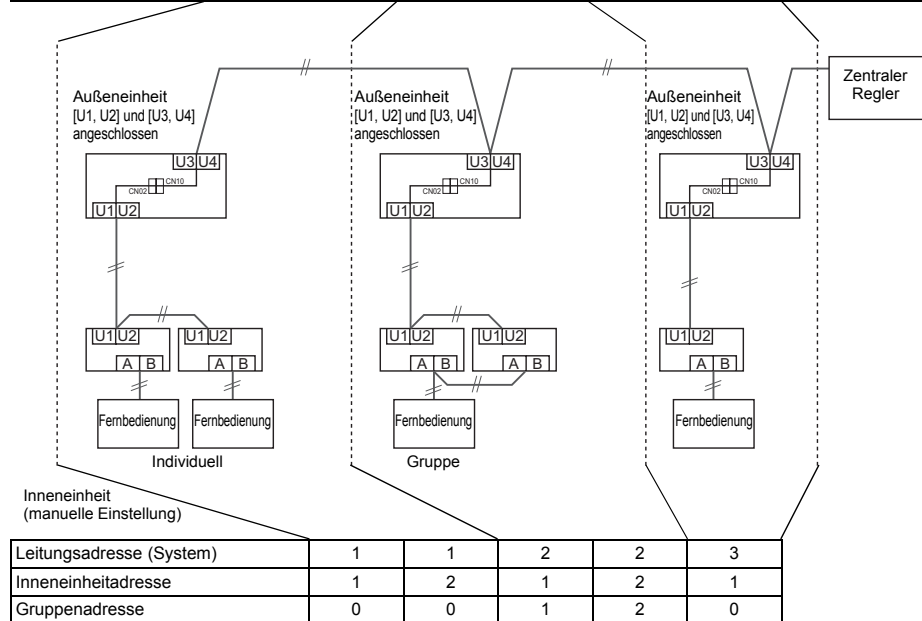 Zentraler
Regler
Außeneinheit
[U1, U2] und [U3, U4]
angeschlossen
Außeneinheit
[U1, U2] und [U3, U4]
angeschlossen
Außeneinheit
[U1, U2] und [U3, U4]
angeschlossen
U3 U4
U3 U4
U3 U4
CN02 CN10
CN02 CN10
CN02 CN10
U1 U2
U1 U2
U1 U2
U1 U2 U1 U2
U1 U2 U1 U2
U1 U2
A B A B
A B A B
A B
Fernbedienung Fernbedienung
Fernbedienung
Fernbedienung
Individuell
Gruppe
Inneneinheit
(manuelle Einstellung)
Leitungsadresse (System) 1 1 2 2 3
Inneneinheitadresse 1 2 1 2 1
Gruppenadresse 0 0 1 2 0